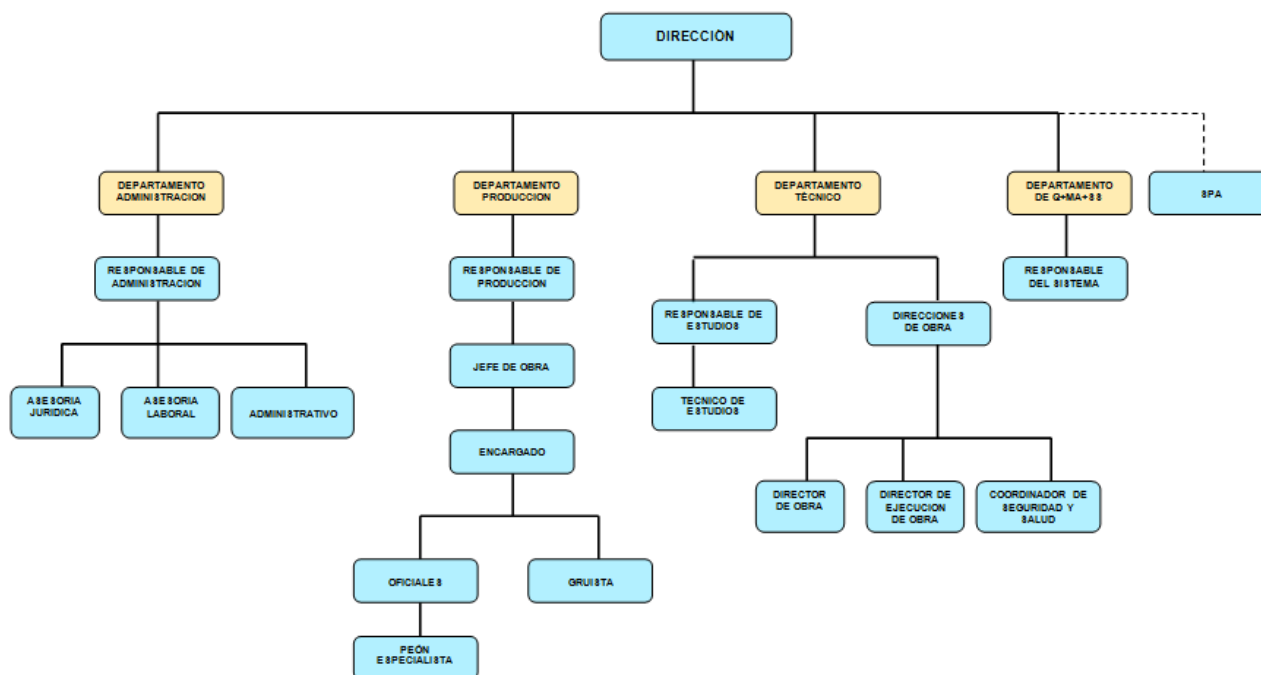 DIRECCIÓN
DEPARTAMENTO
ADMINISTRACION
DEPARTAMENTO
PRODUCCION
DEPARTAMENTO
TÉCNICO
DEPARTAMENTO
DE Q+MA+SS
SPA
RESPONSABLE DE
ADMINISTRACION
RESPONSABLE DE
PRODUCCION
RESPONSABLE
DEL SISTEMA
RESPONSABLE DE
ESTUDIOS
DIRECCIONES
DE OBRA
JEFE DE OBRA
ASESORIA
JURIDICA
ASESORIA
LABORAL
ADMINISTRATIVO
TECNICO DE
ESTUDIOS
ENCARGADO
DIRECTOR
DE OBRA
DIRECTOR DE
EJECUCION
DE OBRA
COORDINADOR DE
SEGURIDAD Y
SALUD
OFICIALES
GRUISTA
PEÓN
ESPECIALISTA